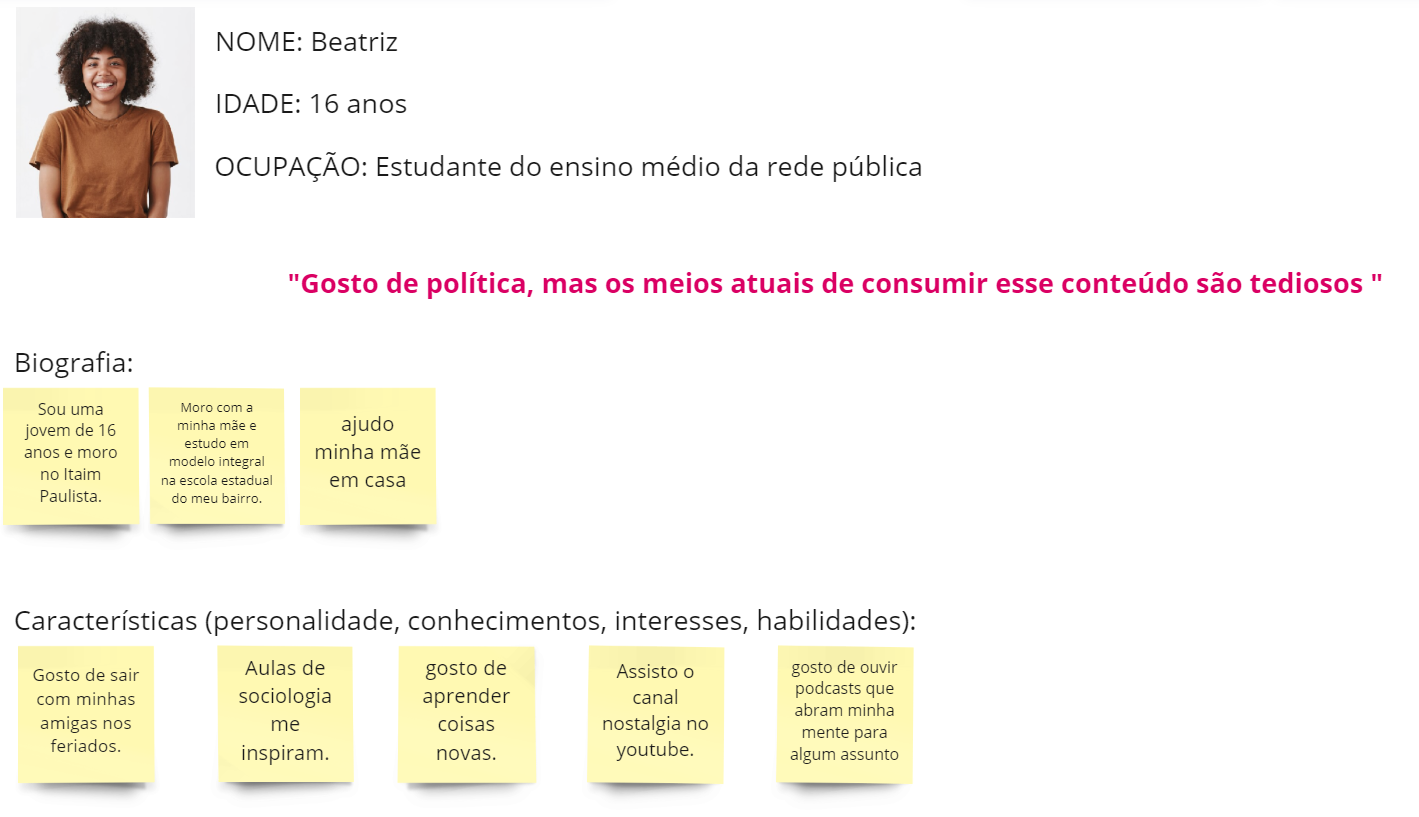 NOME: Beatriz
IDADE: 16 anos
OCUPAÇÃO: Estudante do ensino médio da rede pública
"Gosto de política, mas os meios atuais de consumir esse conteúdo são tediosos "
Biografia:
Sou uma
jovem de 16
anos e moro
no Itaim
Paulista.
Moro com a
minha mãe e
estudo em
modelo integral
na escola estadual
do meu bairro.
ajudo
minha mãe
em casa
Características (personalidade, conhecimentos, interesses, habilidades):
Gosto de sair
com minhas
amigas nos
feriados.
Aulas de
sociologia
me
inspiram.
gosto de
aprender
coisas
novas.
Assisto o
canal
nostalgia no
youtube.
gosto de ouvir
podcasts que
abram minha
mente para
algum assunto